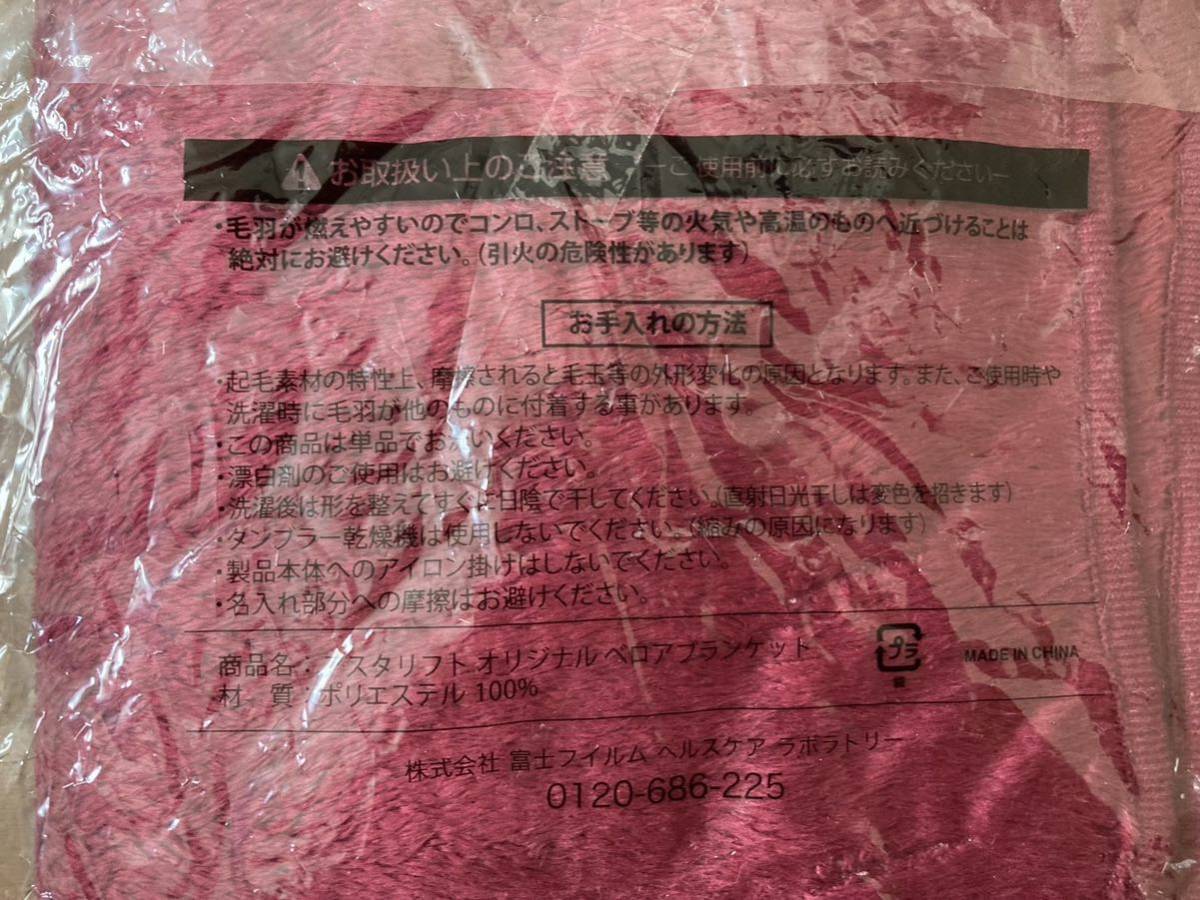 お取扱い上のご注意 ーご使用前に必ずお読みくださいー
・毛羽が燃えやすいのでコンロ、ストーブ等の火気や高温のものへ近づけることは
絶対にお避けください。(引火の危険性があります)
お手入れの方法
・起毛素材の特性上、摩擦されると毛玉等の外形変化の原因となります。また、ご使用時や
洗濯時に毛羽が他のものに付着する事があります。
・この商品は単品でお洗いください。
・漂白剤のご使用はお避けください。
・洗濯後は形を整えてすぐに日陰で干してください。(直射日光干しは変色を招きます)
・タンブラー乾燥機は使用しないでください。(縮みの原因になります)
・製品本体へのアイロン掛けはしないでください。
・名入れ部分への摩擦はお避けください。
商品名:スタリフト オリジナル ベロアブランケット
プラ
MADE IN CHINA
材 質:ポリエステル 100%
株式会社 富士フイルム ヘルスケア ラボラトリー
0120-686-225